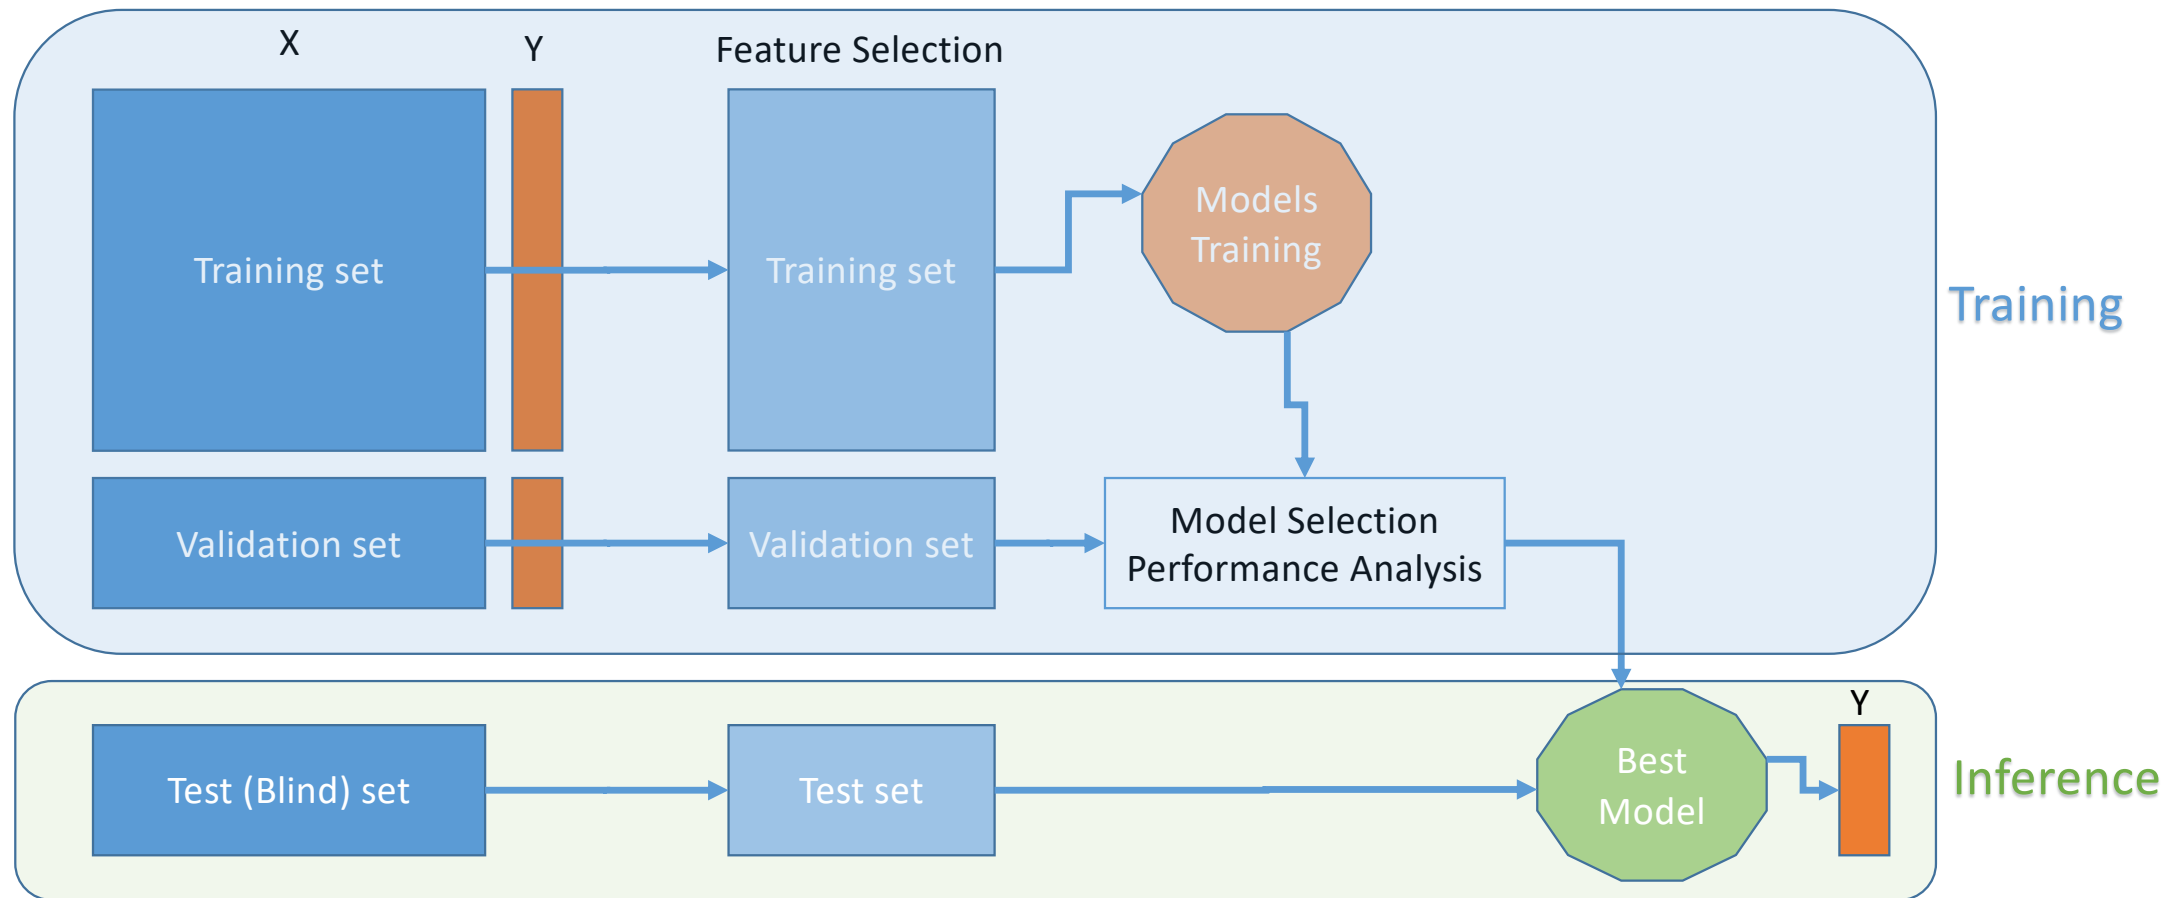 X
Y
Feature Selection
Training set
Training set
Models
Training
Training
Validation set
Validation set
Model Selection
Performance Analysis
Y
Test (Blind) set
Test set
Best
Model
Inference